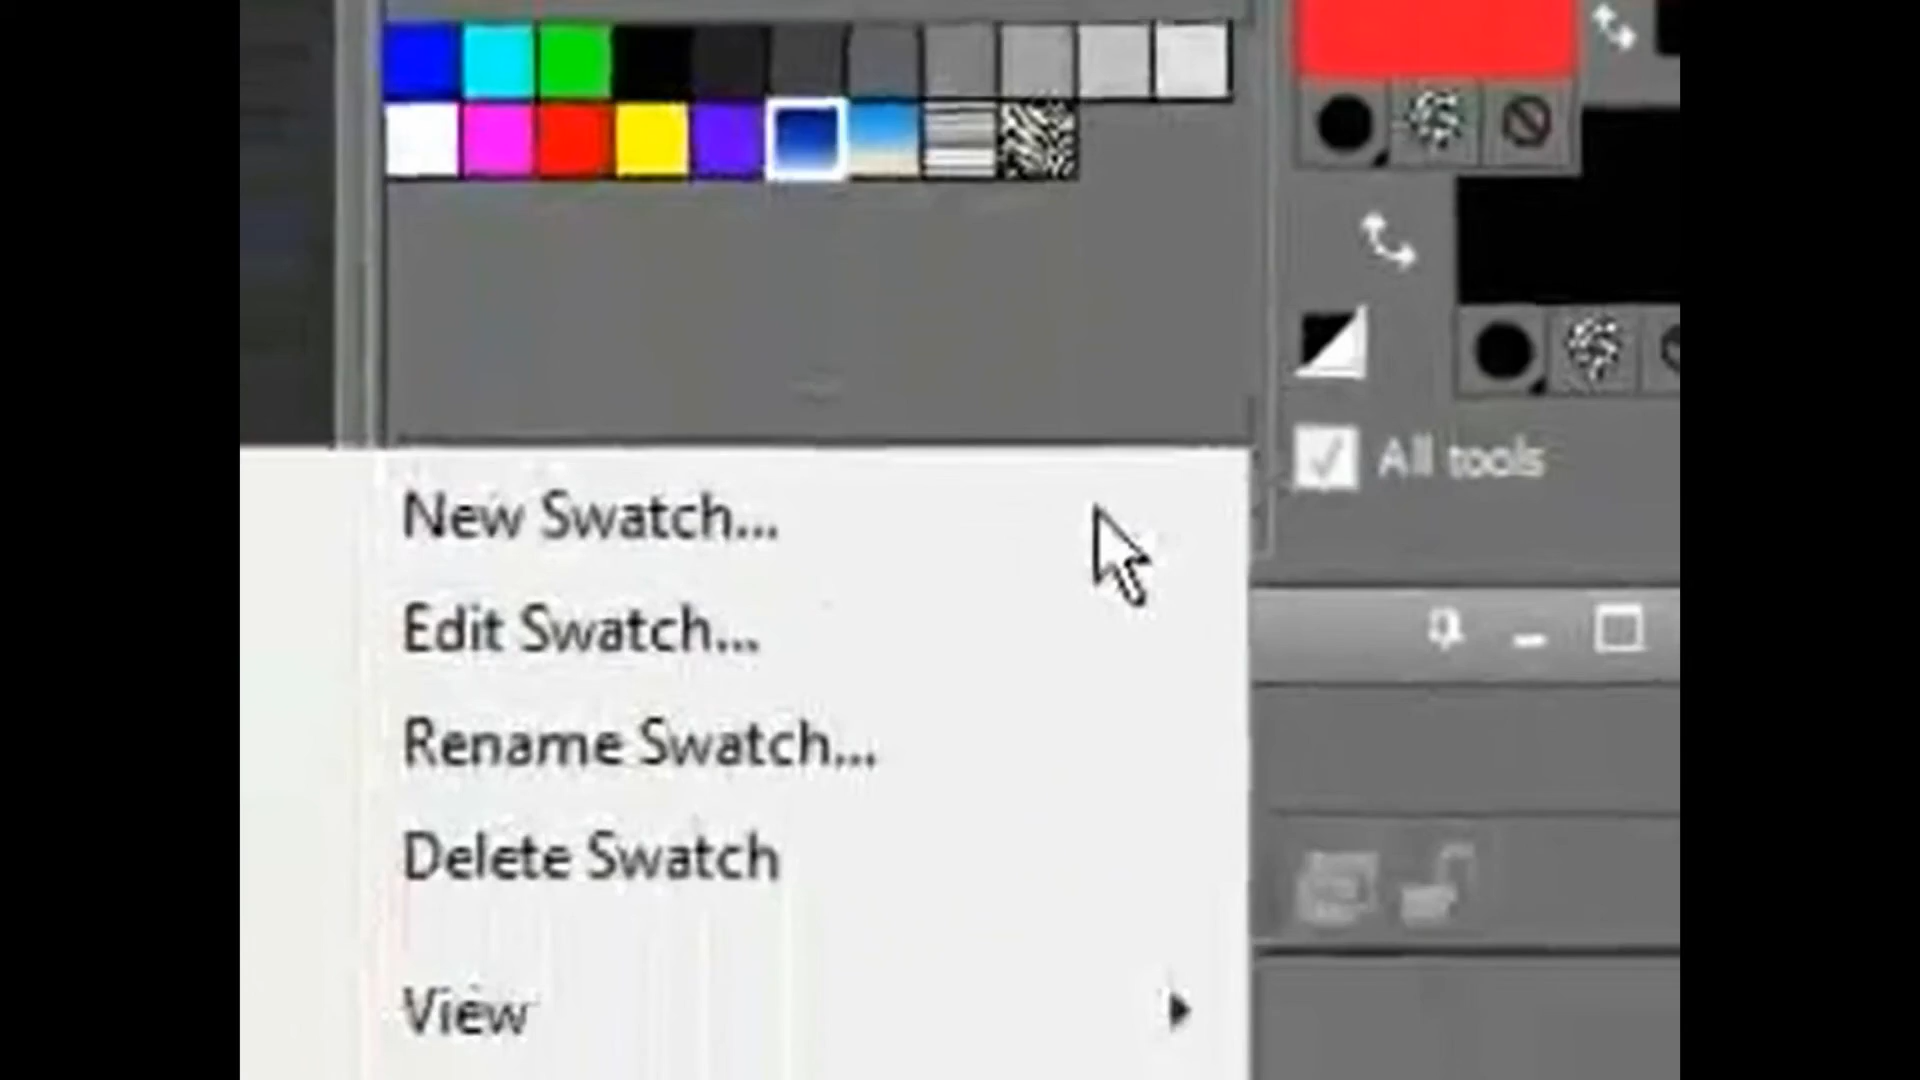 All tools
New Swatch...
Edit Swatch...
Rename Swatch...
Delete Swatch
View